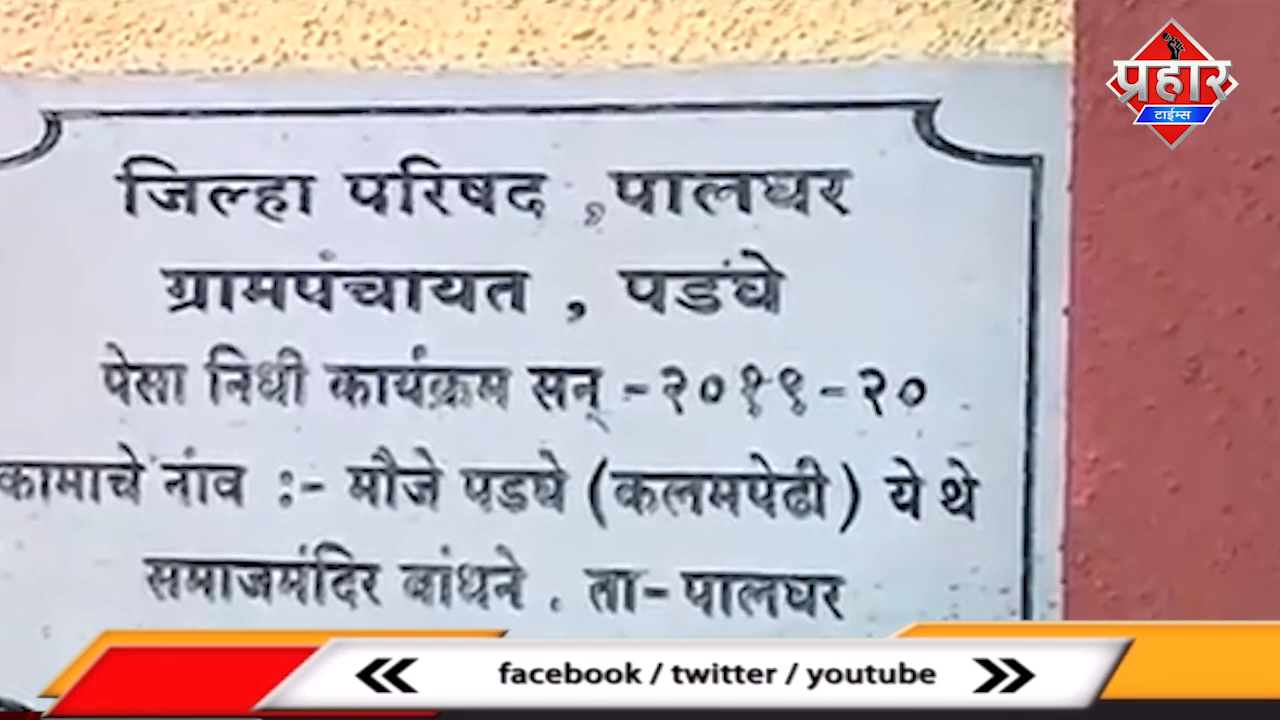 प्रहार
टाईम्स
जिल्हा परिषद , पालघर
ग्रामपंचायत , पडंघे
पेसा निधी कार्यक्रम सन् -२०१९-२०
कामाचे नांव :- मौजे पडघे (कलमपेढी) ये थे
समाजमंदिर बांधने . ता- पालघर
facebook / twitter / youtube